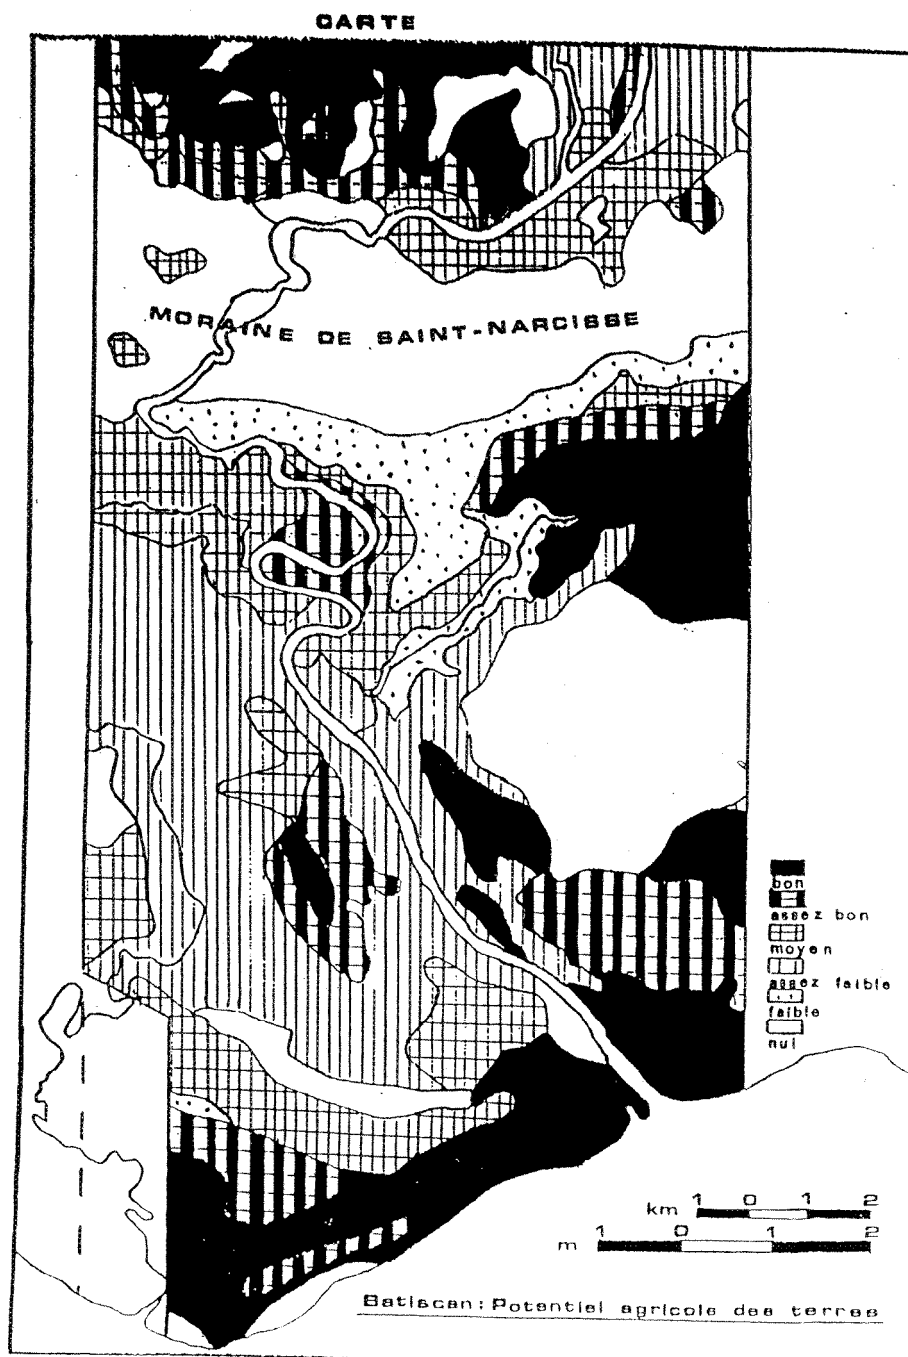 CARTE
MORAINE DE SAINT-NARCISSE
bon
assez bon
moyen
assez faible
faible
nul
km 1 0 1 2
m 1 0 1 2
Batiscan : Potentiel agricole des terres